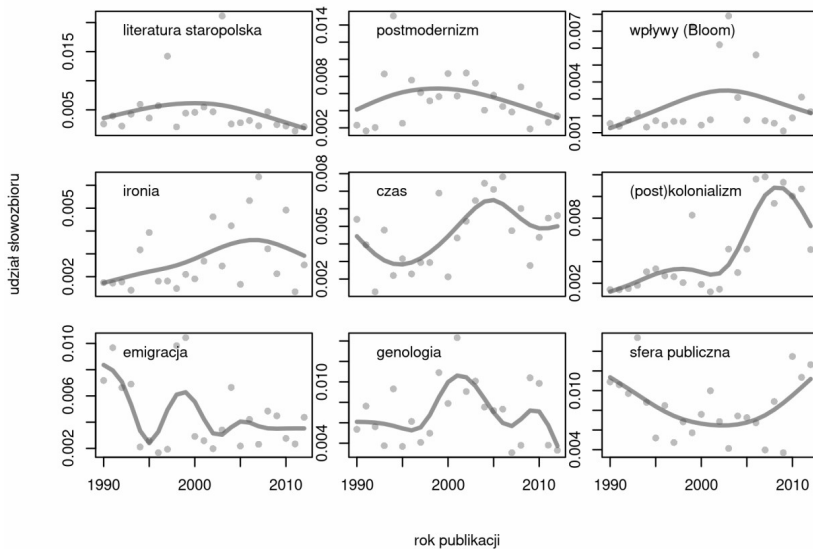 literatura staropolska
0.005 0.015
postmodernizm
0.002 0.008 0.014
wpływy (Bloom)
0.001 0.004 0.007
udział słowozbioru
ironia
0.002 0.005
czas
0.002 0.005 0.008
(post)kolonializm
0.002 0.008
emigracja
0.002 0.006 0.010
genologia
0.004 0.010
sfera publiczna
0.004 0.010
1990 2000 2010
1990 2000 2010
1990 2000 2010
rok publikacji